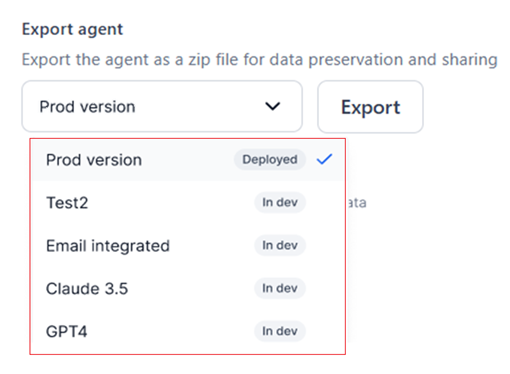 Export agent
Export the agent as a zip file for data preservation and sharing
Prod version
Export
Prod version Deployed
Test2 In dev
ata
Email integrated In dev
Claude 3.5 In dev
GPT4 In dev